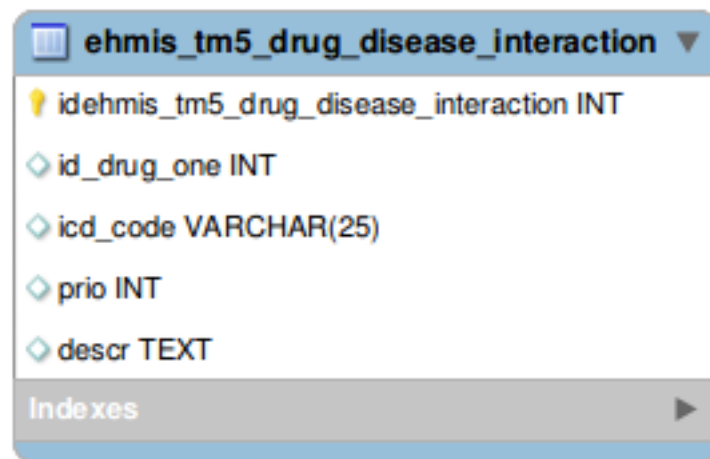 ehmis_tm5_drug_disease_interaction
idehmis_tm5_drug_disease_interaction INT
id_drug_one INT
icd_code VARCHAR(25)
prio INT
descr TEXT
Indexes